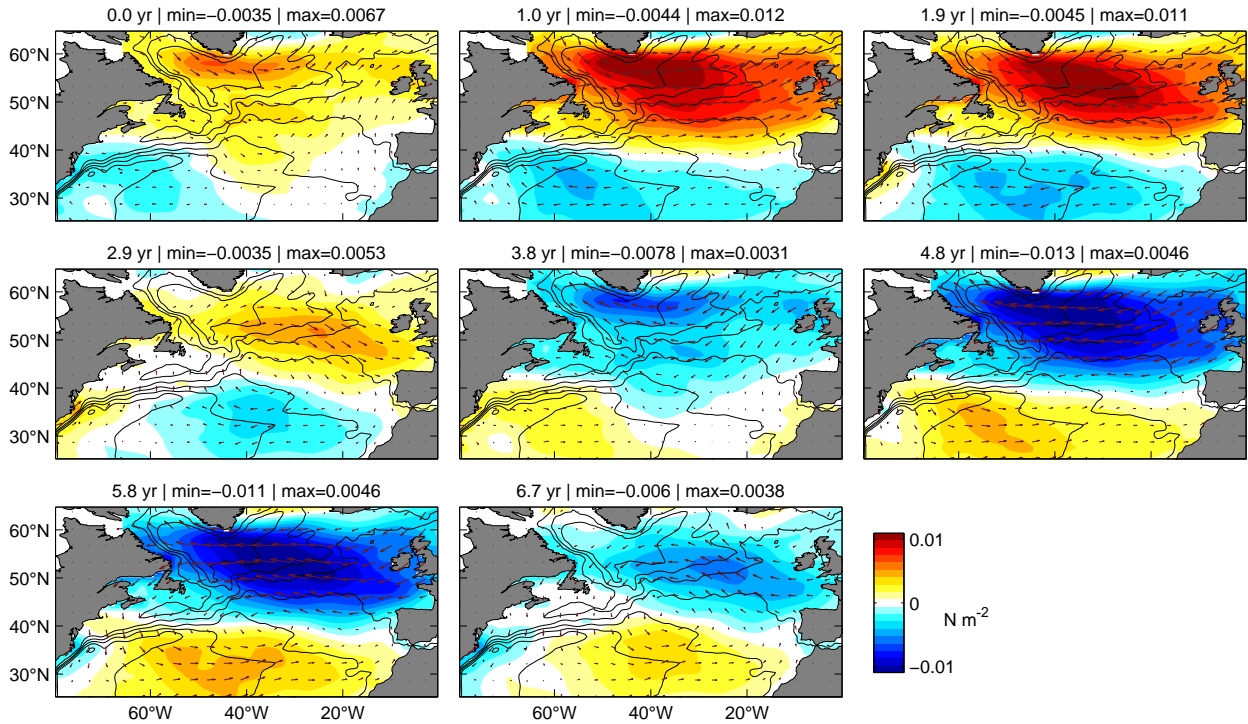 0.0 yr | min=−0.0035 | max=0.0067
1.0 yr | min=−0.0044 | max=0.012
1.9 yr | min=−0.0045 | max=0.011
60°N
50°N
40°N
30°N
2.9 yr | min=−0.0035 | max=0.0053
3.8 yr | min=−0.0078 | max=0.0031
4.8 yr | min=−0.013 | max=0.0046
60°N
50°N
40°N
30°N
5.8 yr | min=−0.011 | max=0.0046
6.7 yr | min=−0.006 | max=0.0038
60°N
50°N
40°N
30°N
60°W 40°W 20°W
60°W 40°W 20°W
0.01
0
N m⁻²
−0.01